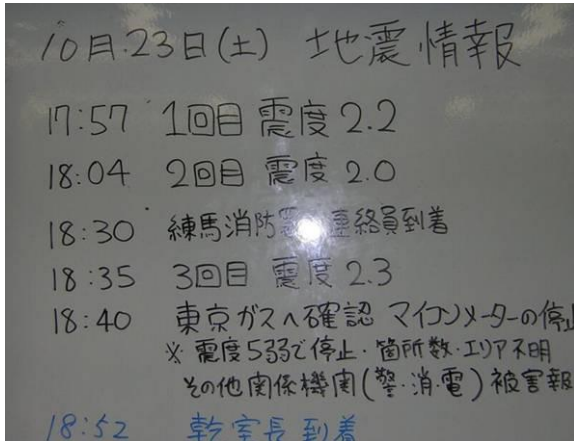 10月.23日(土) 地震情報
17:57 1回目 震度2.2
18:04 2回目 震度2.0
18:30 練馬消防 連絡員到着
18:35 3回目 震度2.3
18:40 東京ガスへ確認 マイコンメーターの停止
※震度5弱で停止・箇所数・エリア不明
その他関係機関(警・消・電)被害報
18:52 室長到着